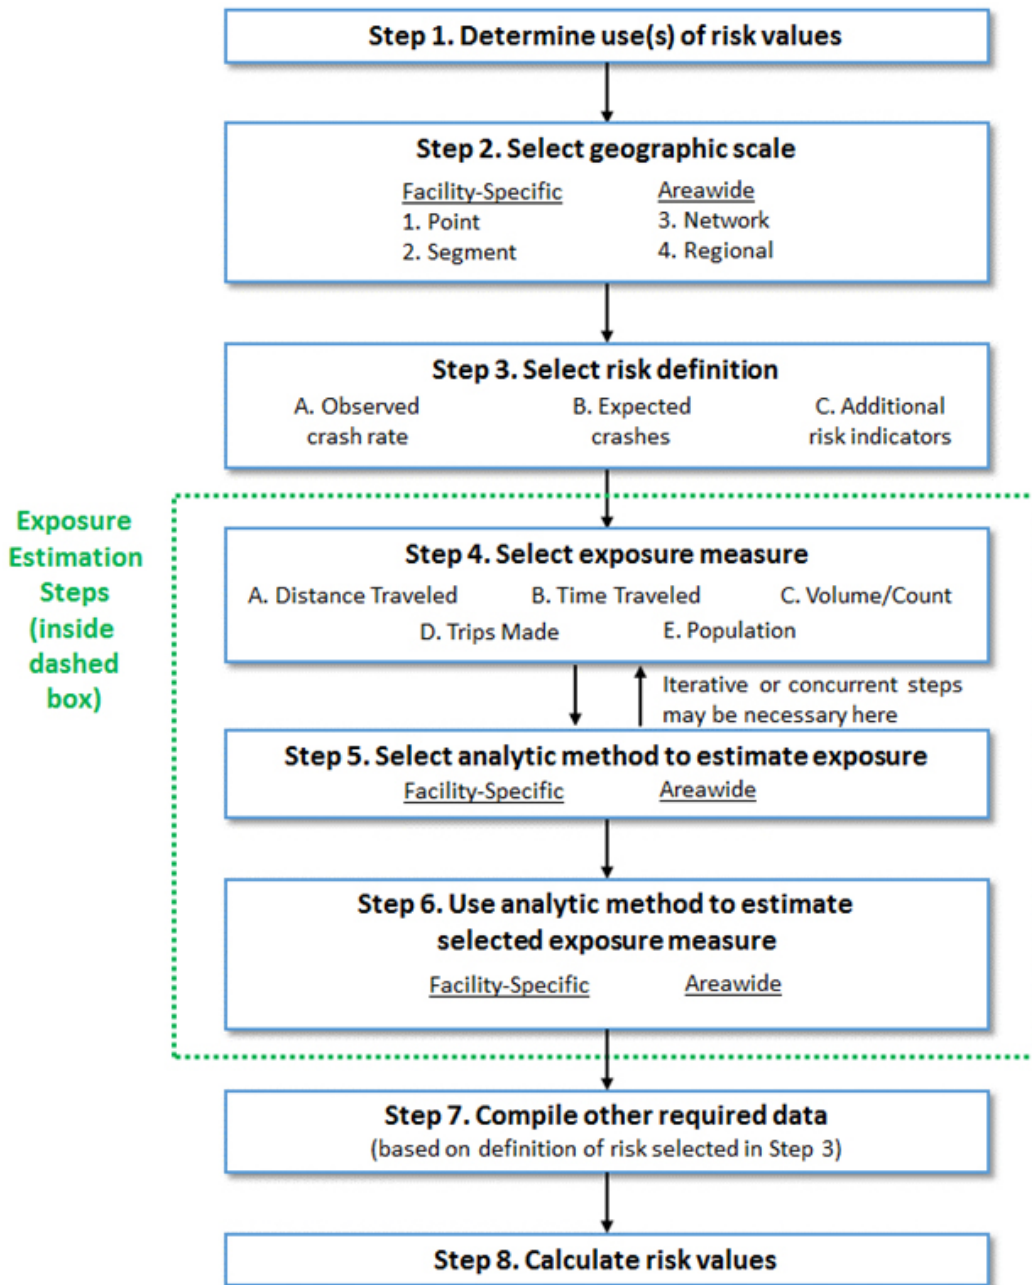 Step 1. Determine use(s) of risk values
Step 2. Select geographic scale
Facility-Specific Areawide
1. Point 3. Network
2. Segment 4. Regional
Step 3. Select risk definition
A. Observed B. Expected C. Additional
crash rate crashes risk indicators
Exposure
Estimation
Steps
(inside
dashed
box)
Step 4. Select exposure measure
A. Distance Traveled B. Time Traveled C. Volume/Count
D. Trips Made E. Population
Iterative or concurrent steps
may be necessary here
Step 5. Select analytic method to estimate exposure
Facility-Specific Areawide
Step 6. Use analytic method to estimate
selected exposure measure
Facility-Specific Areawide
Step 7. Compile other required data
(based on definition of risk selected in Step 3)
Step 8. Calculate risk values